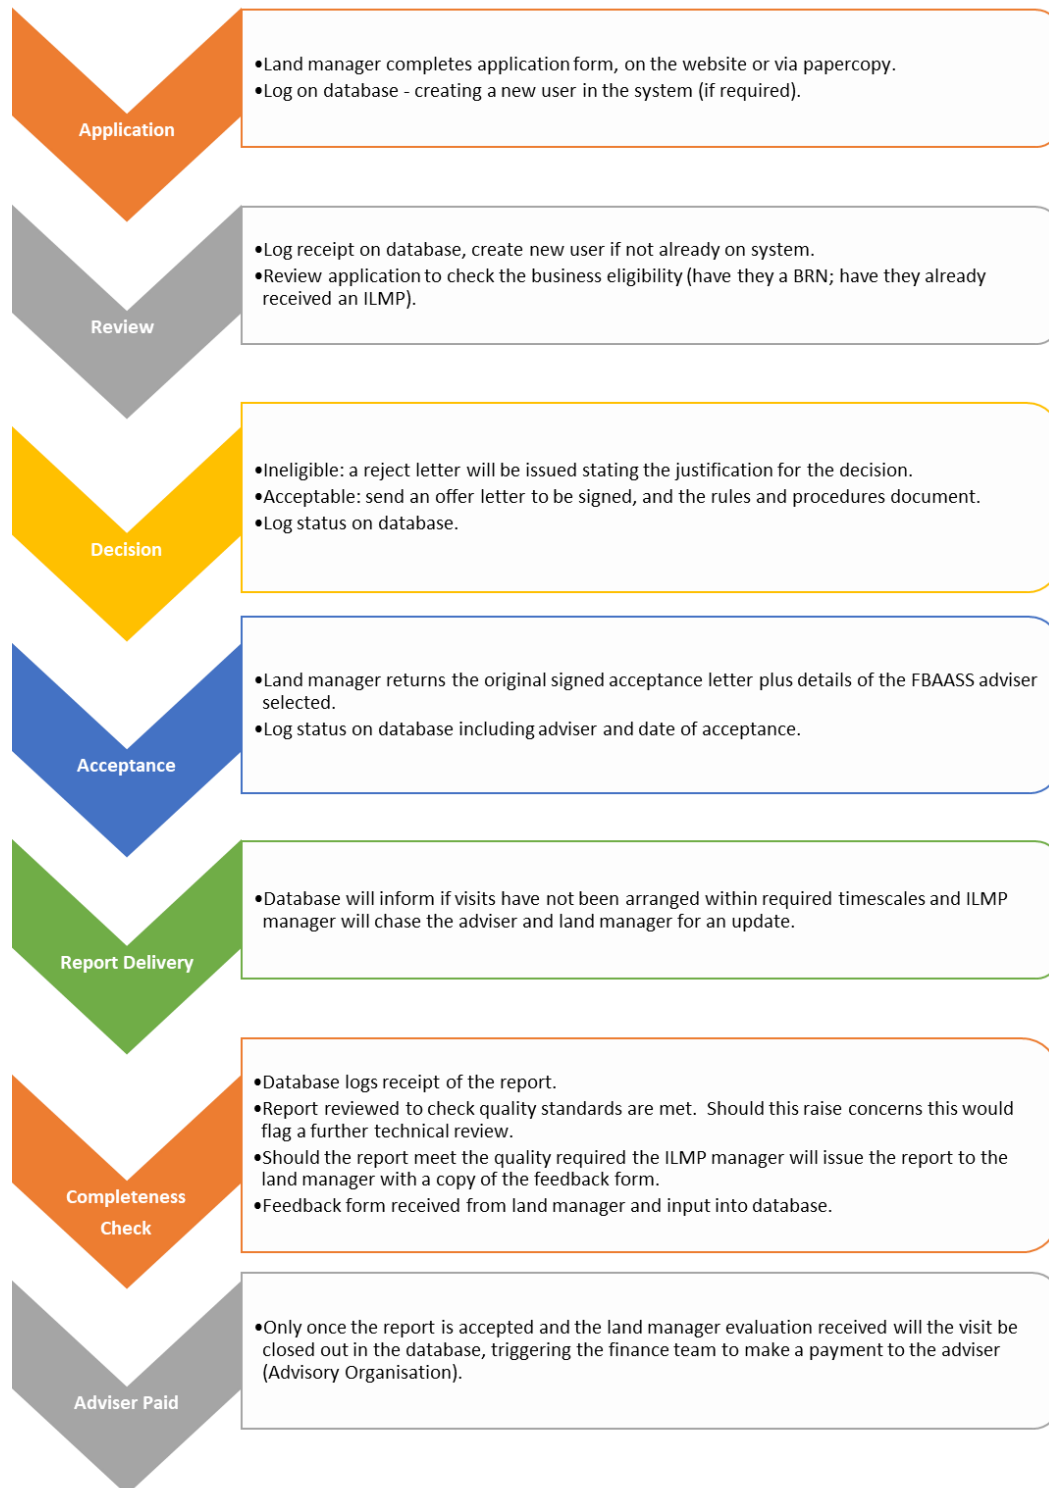 Application
•Land manager completes application form, on the website or via papercopy.
•Log on database - creating a new user in the system (if required).
Review
•Log receipt on database, create new user if not already on system.
•Review application to check the business eligibility (have they a BRN; have they already
received an ILMP).
Decision
•Ineligible: a reject letter will be issued stating the justification for the decision.
•Acceptable: send an offer letter to be signed, and the rules and procedures document.
•Log status on database.
Acceptance
•Land manager returns the original signed acceptance letter plus details of the FBAASS adviser
selected.
•Log status on database including adviser and date of acceptance.
Report Delivery
•Database will inform if visits have not been arranged within required timescales and ILMP
manager will chase the adviser and land manager for an update.
Completeness
Check
•Database logs receipt of the report.
•Report reviewed to check quality standards are met.  Should this raise concerns this would
flag a further technical review.
•Should the report meet the quality required the ILMP manager will issue the report to the
land manager with a copy of the feedback form.
•Feedback form received from land manager and input into database.
Adviser Paid
•Only once the report is accepted and the land manager evaluation received will the visit be
closed out in the database, triggering the finance team to make a payment to the adviser
(Advisory Organisation).